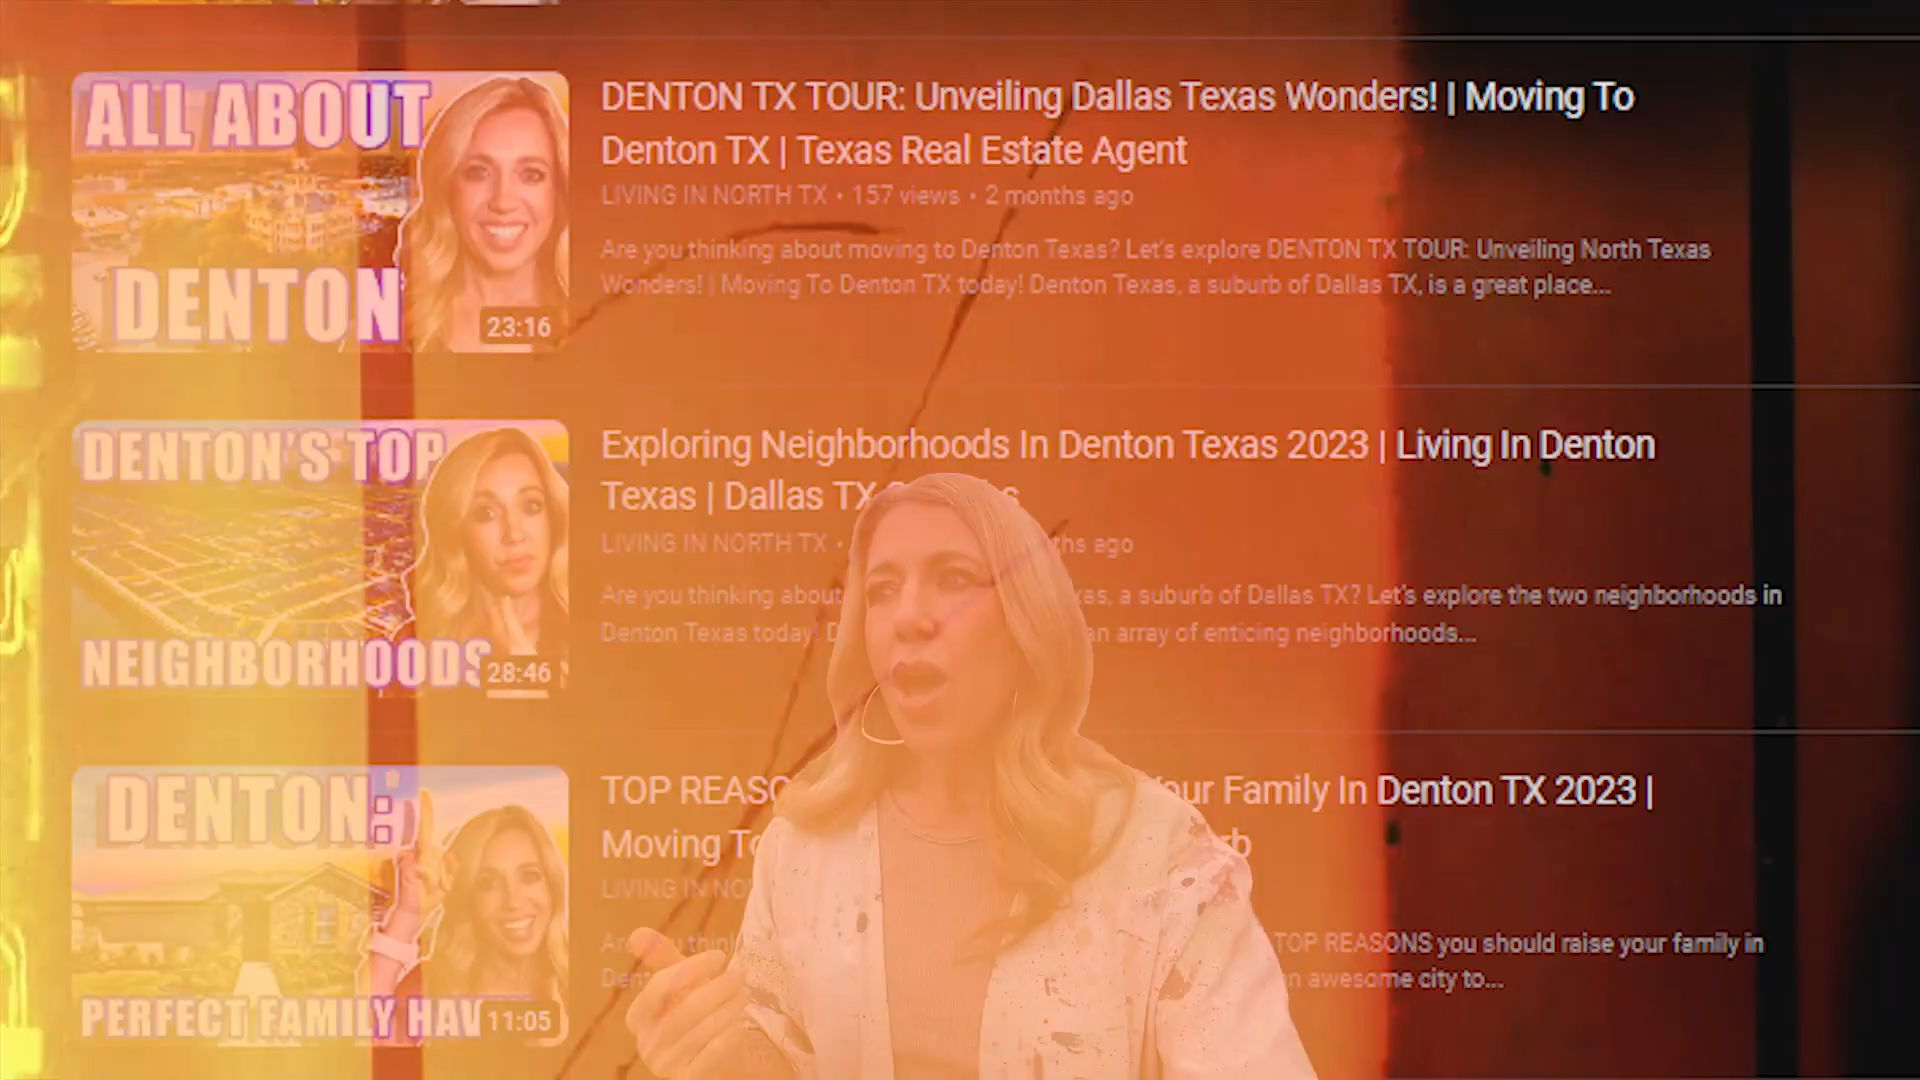 ALL ABOUT
DENTON
23:16
DENTON TX TOUR: Unveiling Dallas Texas Wonders! | Moving To
Denton TX | Texas Real Estate Agent
LIVING IN NORTH TX • 157 views • 2 months ago
Are you thinking about moving to Denton Texas? Let's explore DENTON TX TOUR: Unveiling North Texas
Wonders! | Moving To Denton TX today! Denton Texas, a suburb of Dallas TX, is a great place...
DENTON'S TOP
NEIGHBORHOODS
28:46
Exploring Neighborhoods In Denton Texas 2023 | Living In Denton
Texas | Dallas TX
LIVING IN NORTH TX • ago
Are you thinking about a suburb of Dallas TX? Let's explore the two neighborhoods in
Denton Texas today! an array of enticing neighborhoods...
DENTON:
PERFECT FAMILY
11:05
TOP Family In Denton TX 2023 |
Moving
LIVING IN
TOP REASONS you should raise your family in
awesome city to...